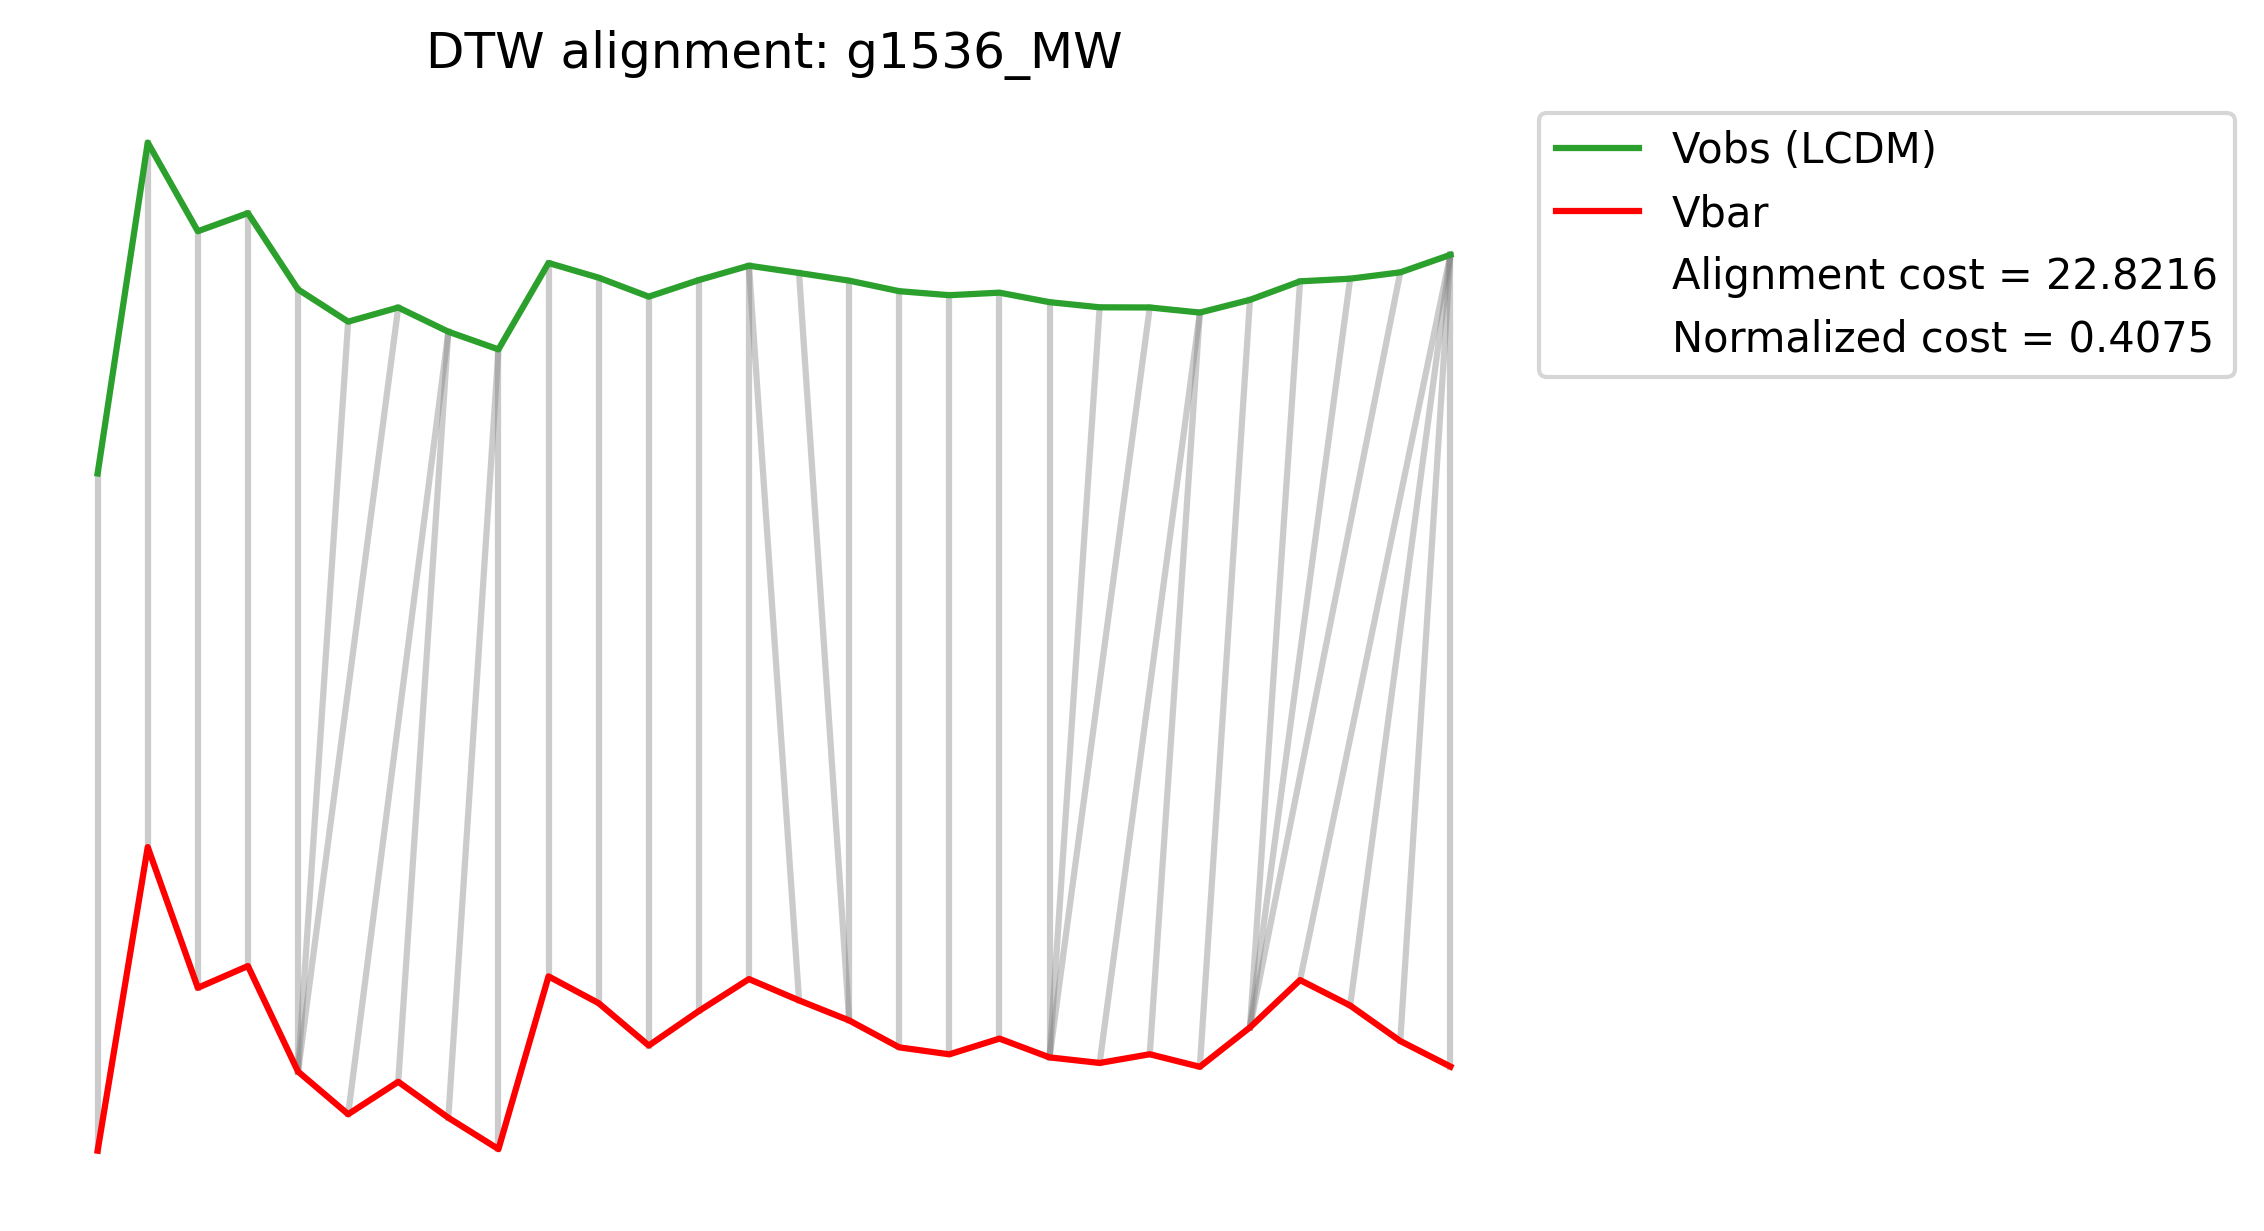 DTW alignment: g1536_MW
Vobs (LCDM)
Vbar
Alignment cost = 22.8216
Normalized cost = 0.4075